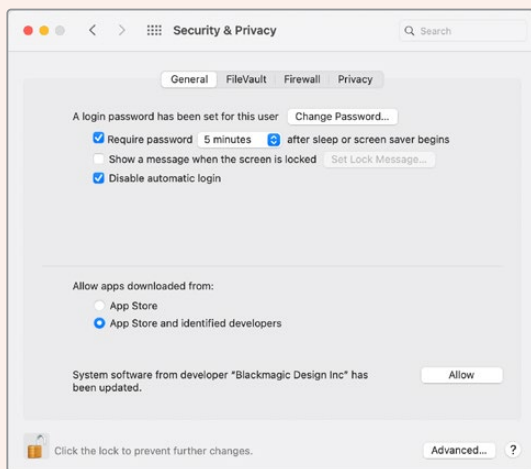 Security & Privacy
Search
General FileVault Firewall Privacy
A login password has been set for this user Change Password...
Require password 5 minutes after sleep or screen saver begins
Show a message when the screen is locked Set Lock Message...
Disable automatic login
Allow apps downloaded from:
App Store
App Store and identified developers
System software from developer "Blackmagic Design Inc" has Allow
been updated.
Click the lock to prevent further changes. Advanced... ?